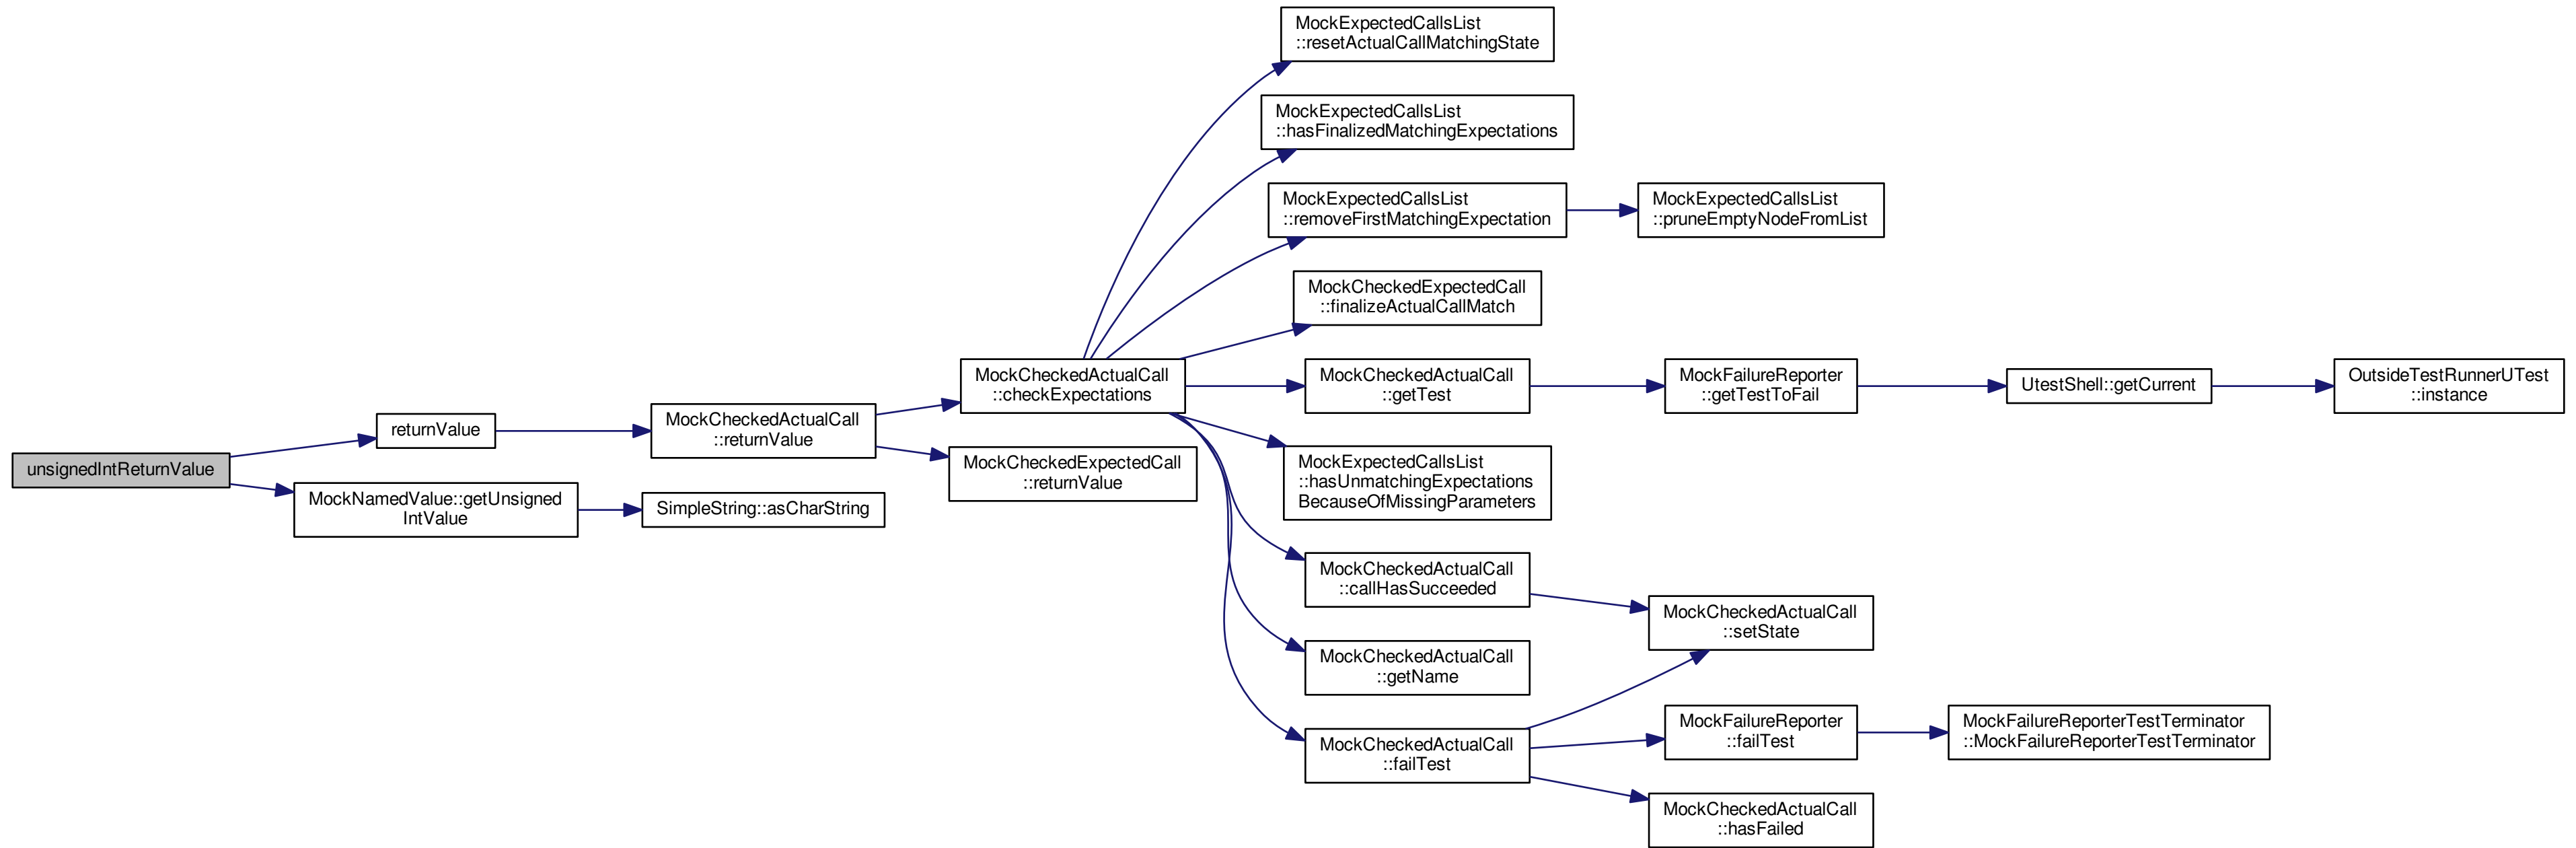 MockExpectedCallsList
::resetActualCallMatchingState
MockExpectedCallsList
::hasFinalizedMatchingExpectations
MockExpectedCallsList
::removeFirstMatchingExpectation
MockExpectedCallsList
::pruneEmptyNodeFromList
MockCheckedExpectedCall
::finalizeActualCallMatch
MockCheckedActualCall
::checkExpectations
MockCheckedActualCall
::getTest
MockFailureReporter
::getTestToFail
UtestShell::getCurrent
OutsideTestRunnerUTest
::instance
unsignedIntReturnValue
returnValue
MockCheckedActualCall
::returnValue
MockCheckedExpectedCall
::returnValue
MockNamedValue::getUnsigned
IntValue
SimpleString::asCharString
MockExpectedCallsList
::hasUnmatchingExpectations
BecauseOfMissingParameters
MockCheckedActualCall
::callHasSucceeded
MockCheckedActualCall
::setState
MockCheckedActualCall
::getName
MockCheckedActualCall
::failTest
MockFailureReporter
::failTest
MockFailureReporterTestTerminator
::MockFailureReporterTestTerminator
MockCheckedActualCall
::hasFailed